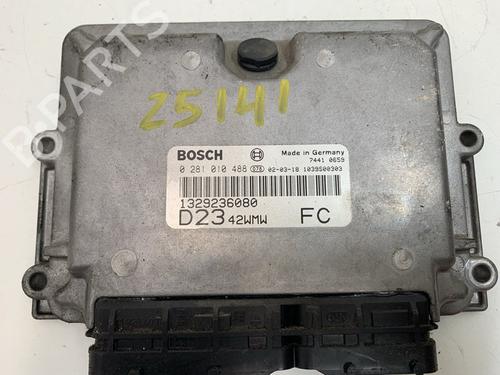 25141
BOSCH
Made in Germany
7441 0659
0 281 010 488 02-03-18 1039S00303
1329236080
D23 42WMW FC
B-PARTS